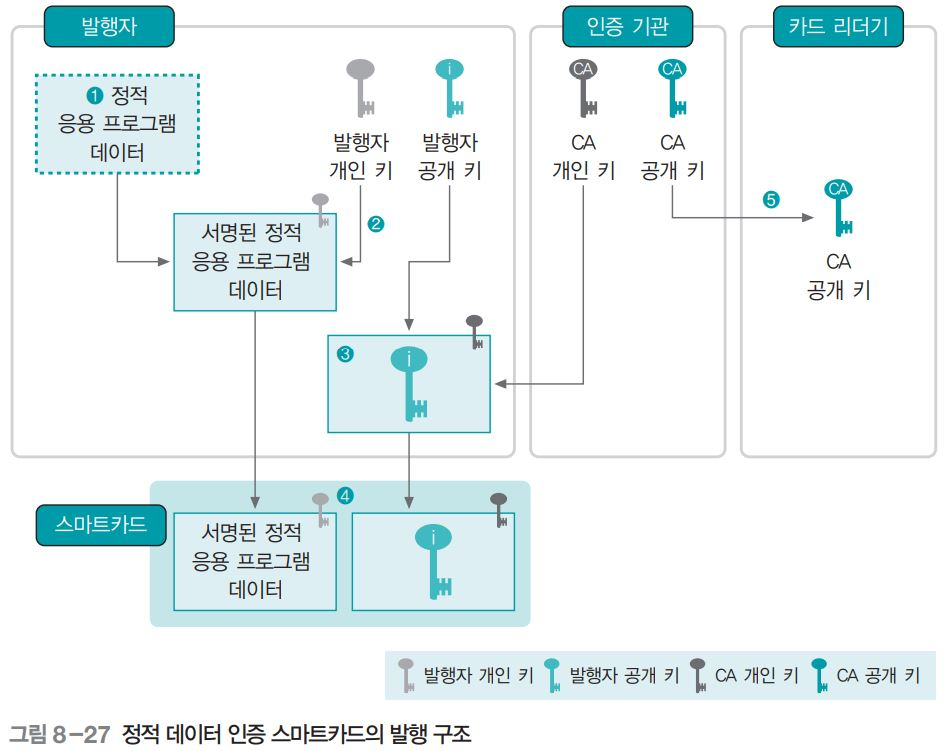 발행자
인증 기관
카드 리더기
❶ 정적
응용 프로그램
데이터
i
발행자
개인 키
발행자
공개 키
CA
CA
CA
개인 키
CA
공개 키
❺
CA
CA
공개 키
❷
서명된 정적
응용 프로그램
데이터
❸
i
스마트카드
❹
서명된 정적
응용 프로그램
데이터
i
발행자 개인 키 발행자 공개 키 CA 개인 키 CA 공개 키
그림 8-27 정적 데이터 인증 스마트카드의 발행 구조